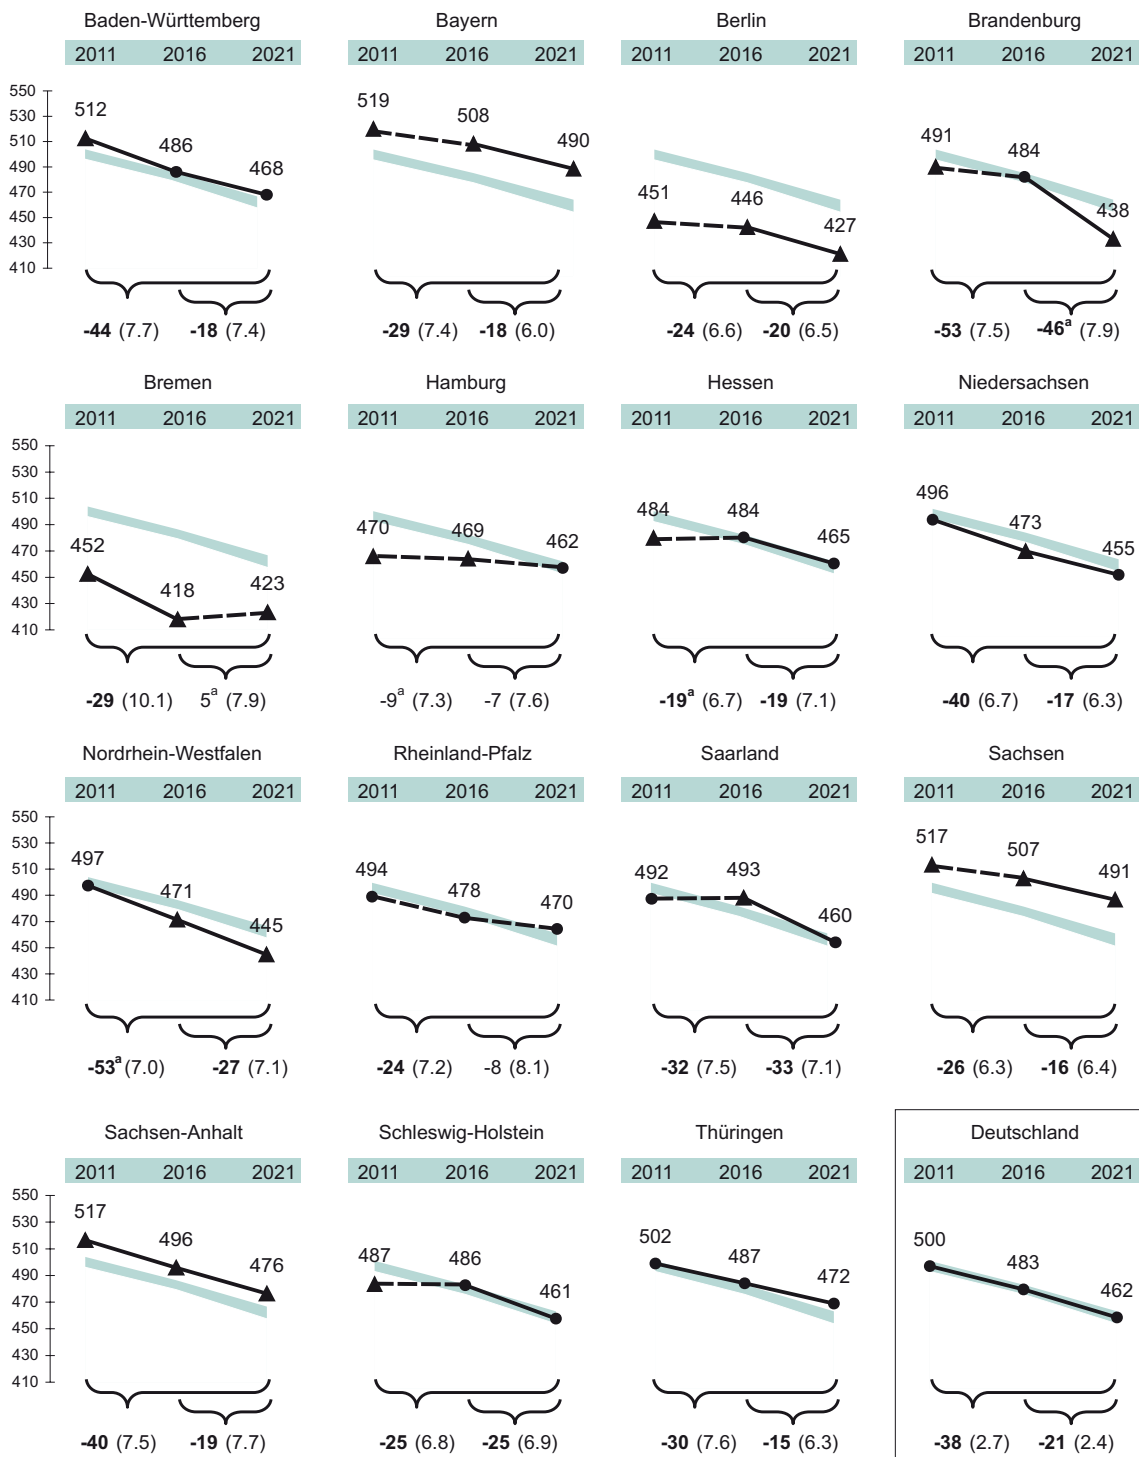 Baden-Württemberg Bayern Berlin Brandenburg
2011 2016 2021 2011 2016 2021 2011 2016 2021 2011 2016 2021
550
530
510
490
470
450
430
410
512 486 468
519 508 490
451 446 427
491 484 438
-44 (7.7) -18 (7.4) -29 (7.4) -18 (6.0) -24 (6.6) -20 (6.5) -53 (7.5) -46a (7.9)
Bremen Hamburg Hessen Niedersachsen
2011 2016 2021 2011 2016 2021 2011 2016 2021 2011 2016 2021
550
530
510
490
470
450
430
410
452 418 423
470 469 462
484 484 465
496 473 455
-29 (10.1) 5a (7.9) -9a (7.3) -7 (7.6) -19a (6.7) -19 (7.1) -40 (6.7) -17 (6.3)
Nordrhein-Westfalen Rheinland-Pfalz Saarland Sachsen
2011 2016 2021 2011 2016 2021 2011 2016 2021 2011 2016 2021
550
530
510
490
470
450
430
410
497 471 445
494 478 470
492 493 460
517 507 491
-53a (7.0) -27 (7.1) -24 (7.2) -8 (8.1) -32 (7.5) -33 (7.1) -26 (6.3) -16 (6.4)
Sachsen-Anhalt Schleswig-Holstein Thüringen Deutschland
2011 2016 2021 2011 2016 2021 2011 2016 2021 2011 2016 2021
550
530
510
490
470
450
430
410
517 496 476
487 486 461
502 487 472
500 483 462
-40 (7.5) -19 (7.7) -25 (6.8) -25 (6.9) -30 (7.6) -15 (6.3) -38 (2.7) -21 (2.4)